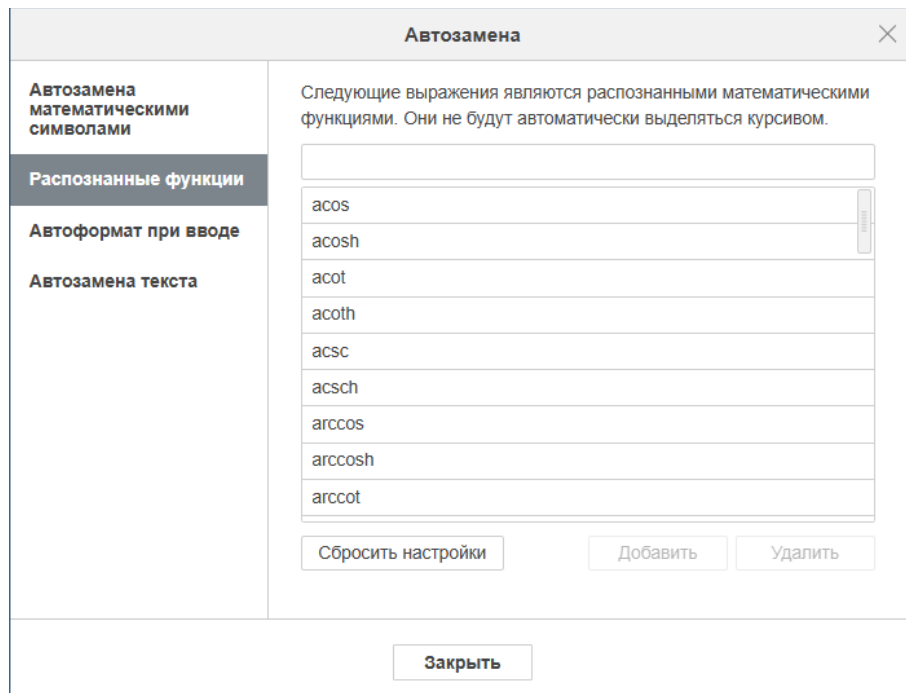 Автозамена
Автозамена
математическими
символами
Распознанные функции
Автоформат при вводе
Автозамена текста
Следующие выражения являются распознанными математическими
функциями. Они не будут автоматически выделяться курсивом.
acos
acosh
acot
acoth
acsc
acsch
arccos
arccosh
arccot
Сбросить настройки
Добавить
Удалить
Закрыть